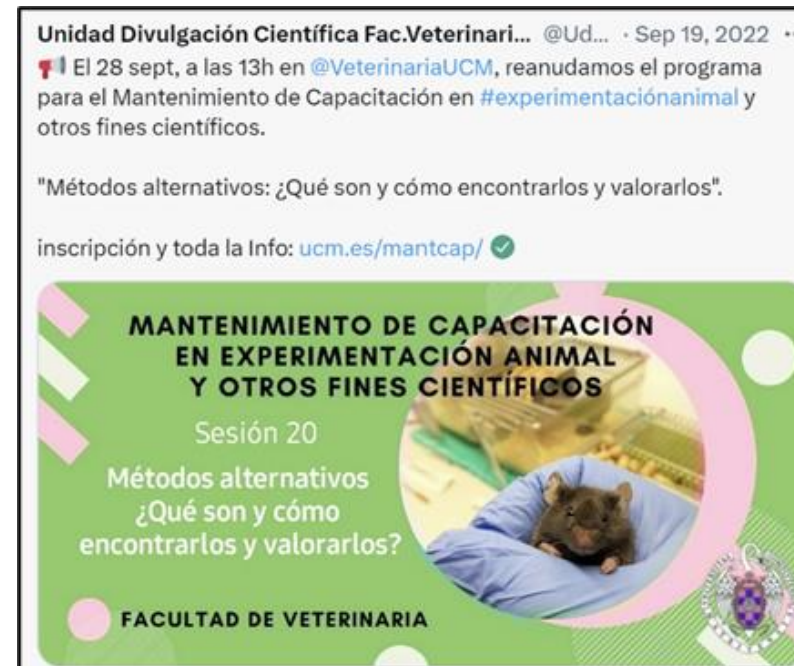 Unidad Divulgación Científica Fac.Veterinari... @Ud... · Sep 19, 2022
El 28 sept, a las 13h en @VeterinariaUCM, reanudamos el programa
para el Mantenimiento de Capacitación en #experimentaciónanimal y
otros fines científicos.
"Métodos alternativos: ¿Qué son y cómo encontrarlos y valorarlos".
inscripción y toda la Info: ucm.es/mantcap/
MANTENIMIENTO DE CAPACITACIÓN
EN EXPERIMENTACIÓN ANIMAL
Y OTROS FINES CIENTÍFICOS
Sesión 20
Métodos alternativos
¿Qué son y cómo
encontrarlos y valorarlos?
FACULTAD DE VETERINARIA